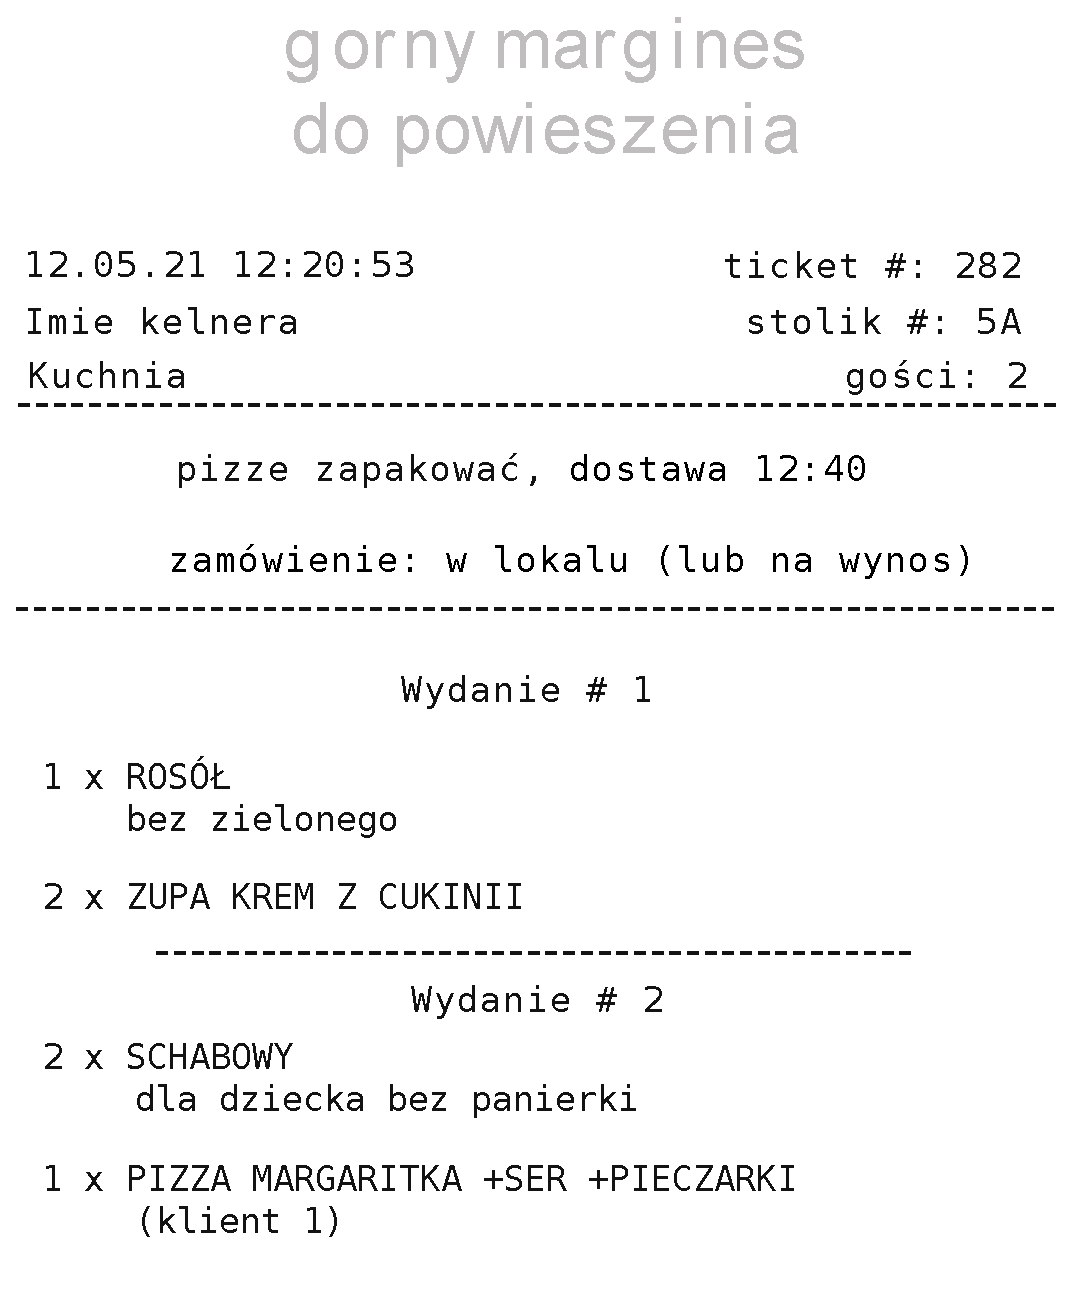 gorny margines
do powieszenia
12.05.21 12:20:53 ticket #: 282
Imie kelnera stolik #: 5A
Kuchnia gości: 2
pizze zapakować, dostawa 12:40
zamówienie: w lokalu (lub na wynos)
Wydanie # 1
1 x ROSÓŁ
bez zielonego
2 x ZUPA KREM Z CUKINII
Wydanie # 2
2 x SCHABOWY
dla dziecka bez panierki
1 x PIZZA MARGARITKA +SER +PIECZARKI
(klient 1)